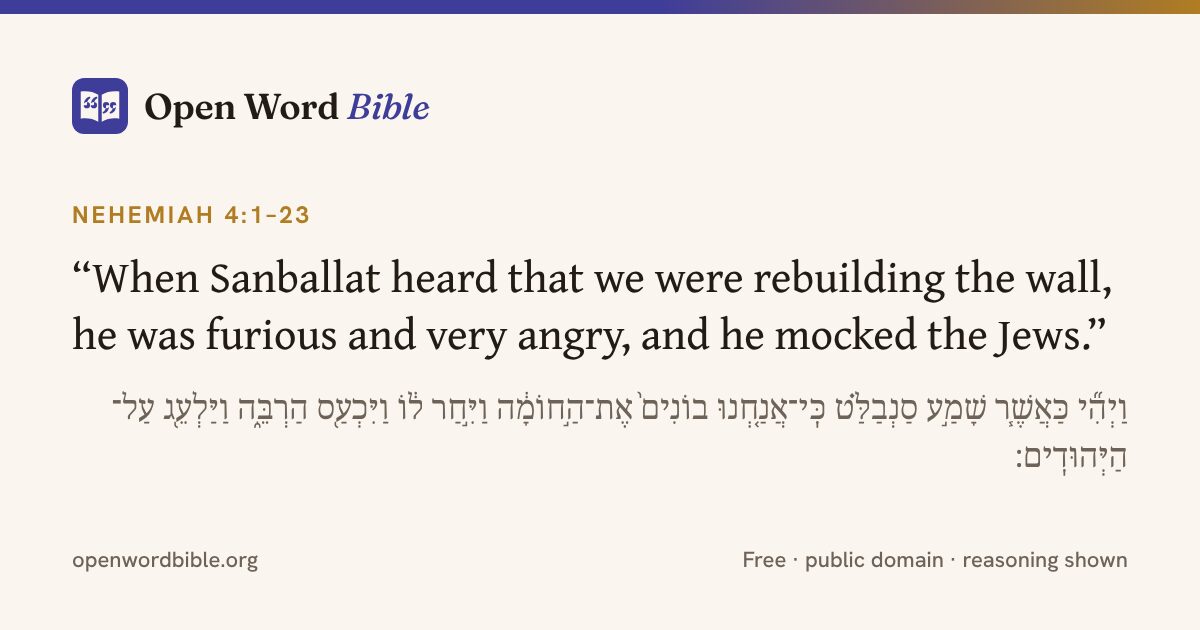 Open Word Bible
NEHEMIAH 4:1–23
“When Sanballat heard that we were rebuilding the wall,
he was furious and very angry, and he mocked the Jews.”
וַיְהִ֞י כַּאֲשֶׁ֧ר שָׁמַ֣ע סַנְבַלַּ֗ט כִּֽי־אֲנַ֤חְנוּ בוֹנִים֙ אֶת־הַ֣חוֹמָ֔ה וַיִּ֣חַר ל֔וֹ וַיִּכְעַ֖ס הַרְבֵּ֑ה וַיַּלְעֵ֖ג עַל־
הַיְּהוּדִֽים׃
openwordbible.org
Free · public domain · reasoning shown